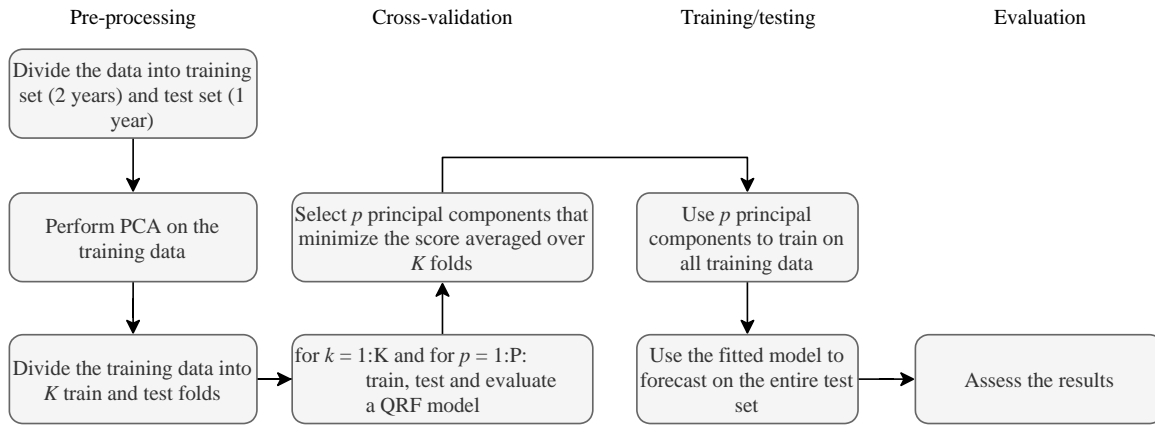 Pre-processing
Cross-validation
Training/testing
Evaluation
Divide the data into training
set (2 years) and test set (1
year)
Perform PCA on the
training data
Divide the training data into
K train and test folds
for k = 1:K and for p = 1:P:
train, test and evaluate
a QRF model
Select p principal components that
minimize the score averaged over
K folds
Use p principal
components to train on
all training data
Use the fitted model to
forecast on the entire test
set
Assess the results